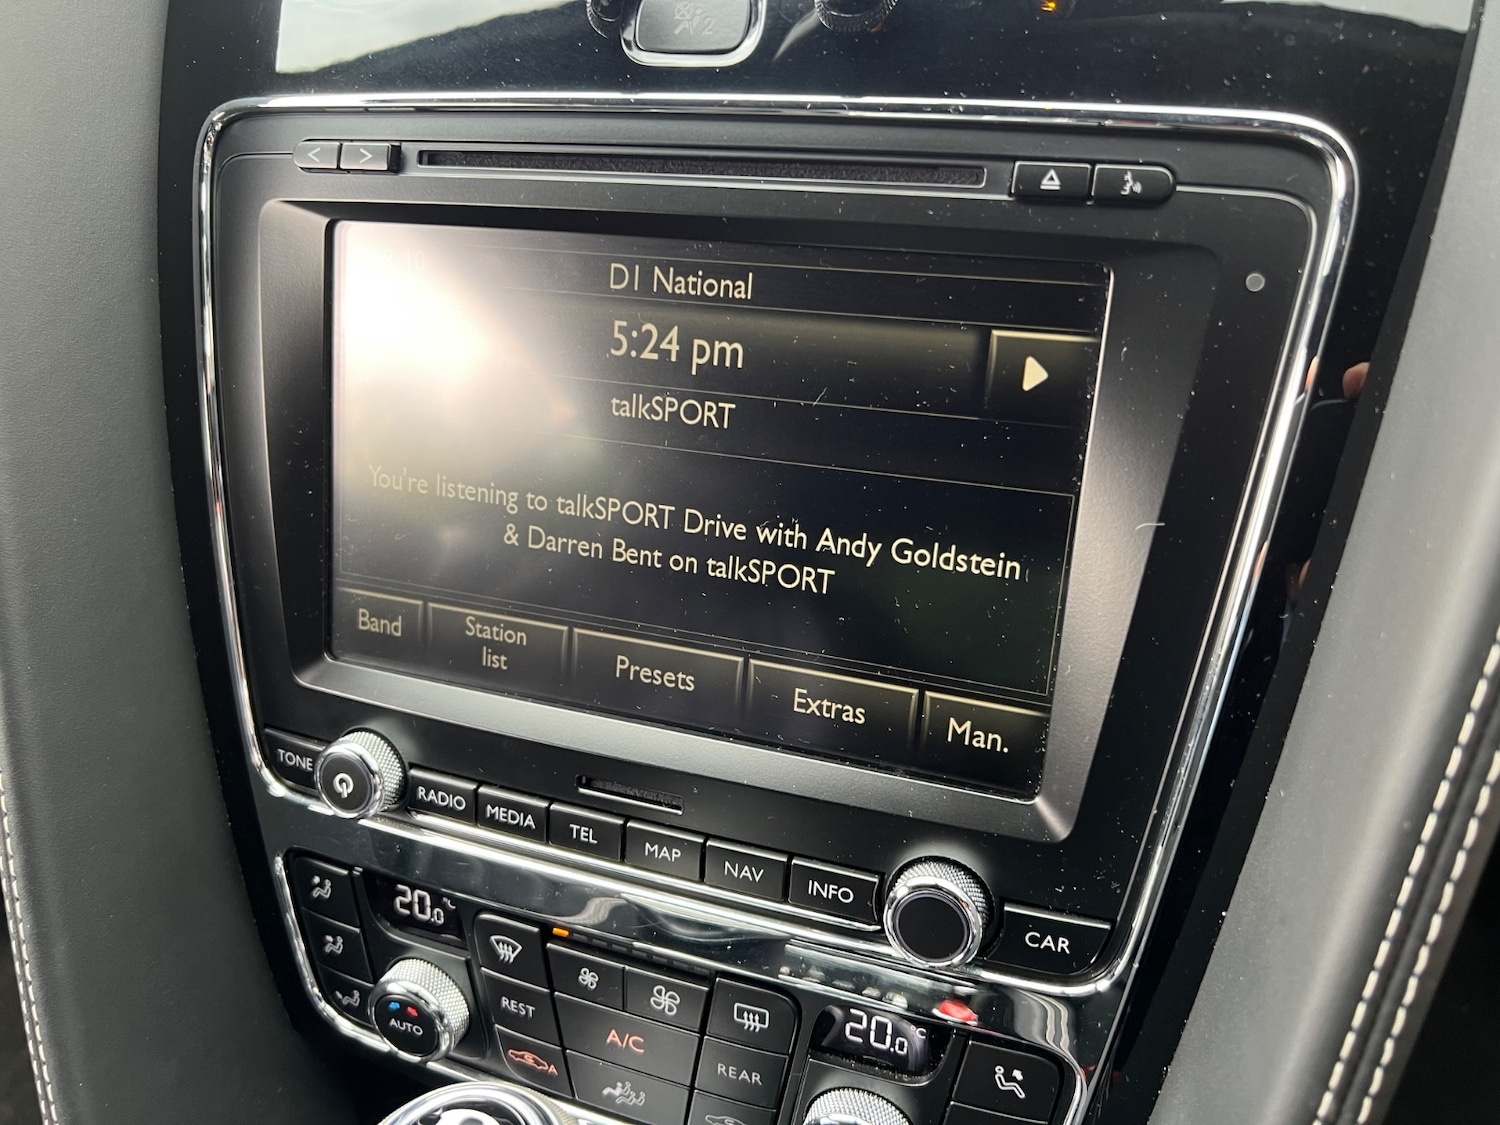 D1 National
5:24 pm
talkSPORT
You're listening to talkSPORT Drive with Andy Goldstein
& Darren Bent on talkSPORT
Band
Station
list
Presets
Extras
Man.
TONE
RADIO
MEDIA
TEL
MAP
NAV
INFO
CAR
20.0 °C
20.0 °C
AUTO
REST
A/C
REAR
A